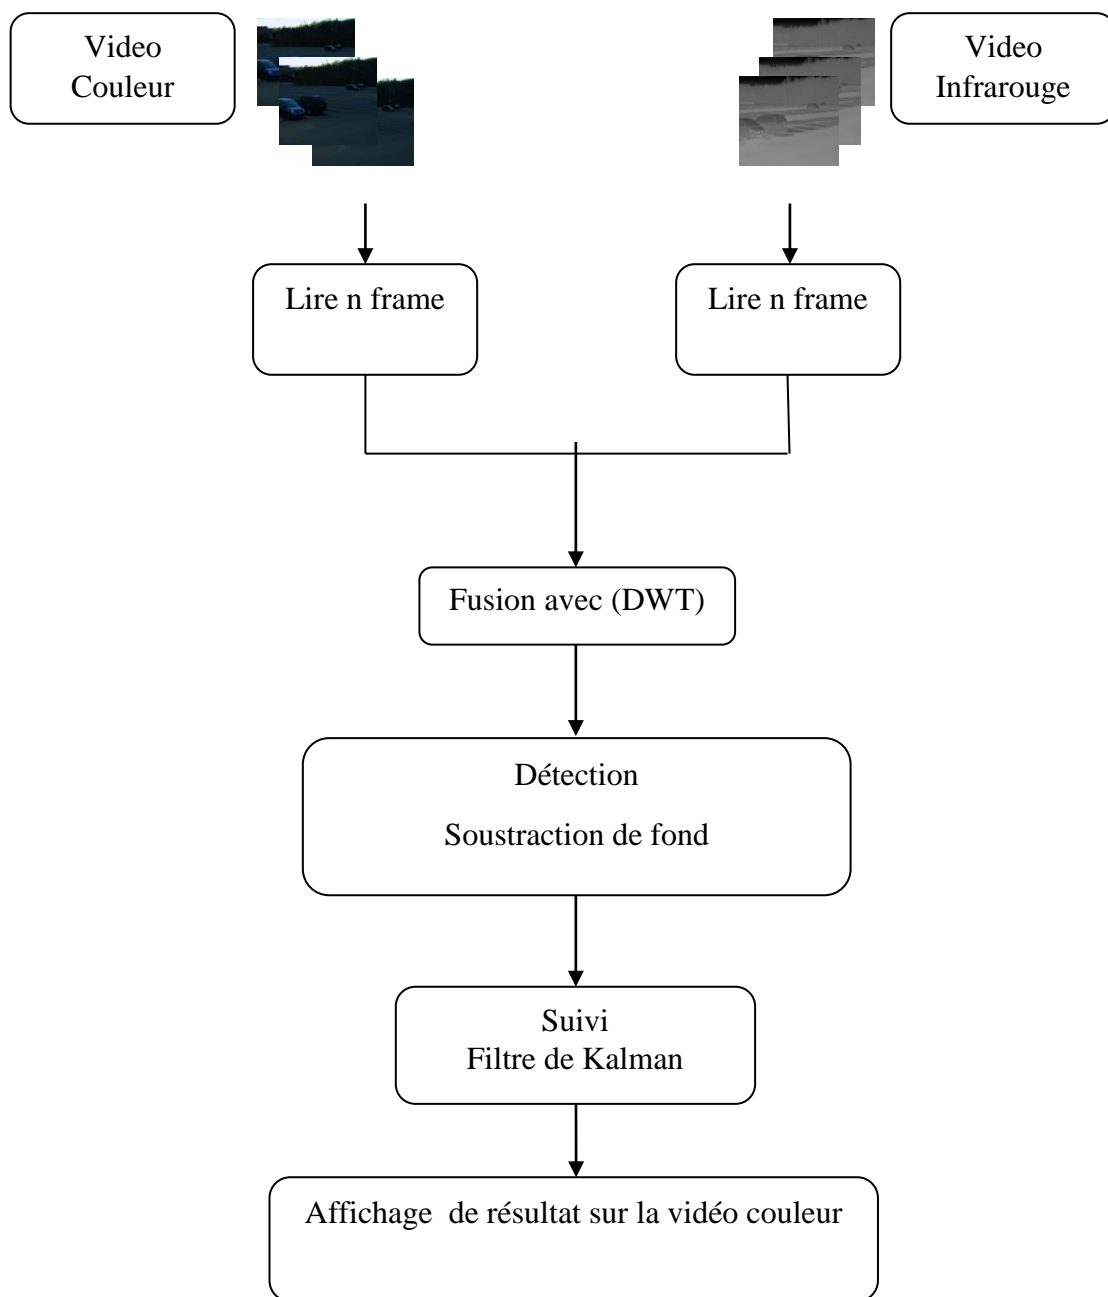 Video
Couleur
Video
Infrarouge
Lire n frame
Lire n frame
Fusion avec (DWT)
Détection
Soustraction de fond
Suivi
Filtre de Kalman
Affichage  de résultat sur la vidéo couleur